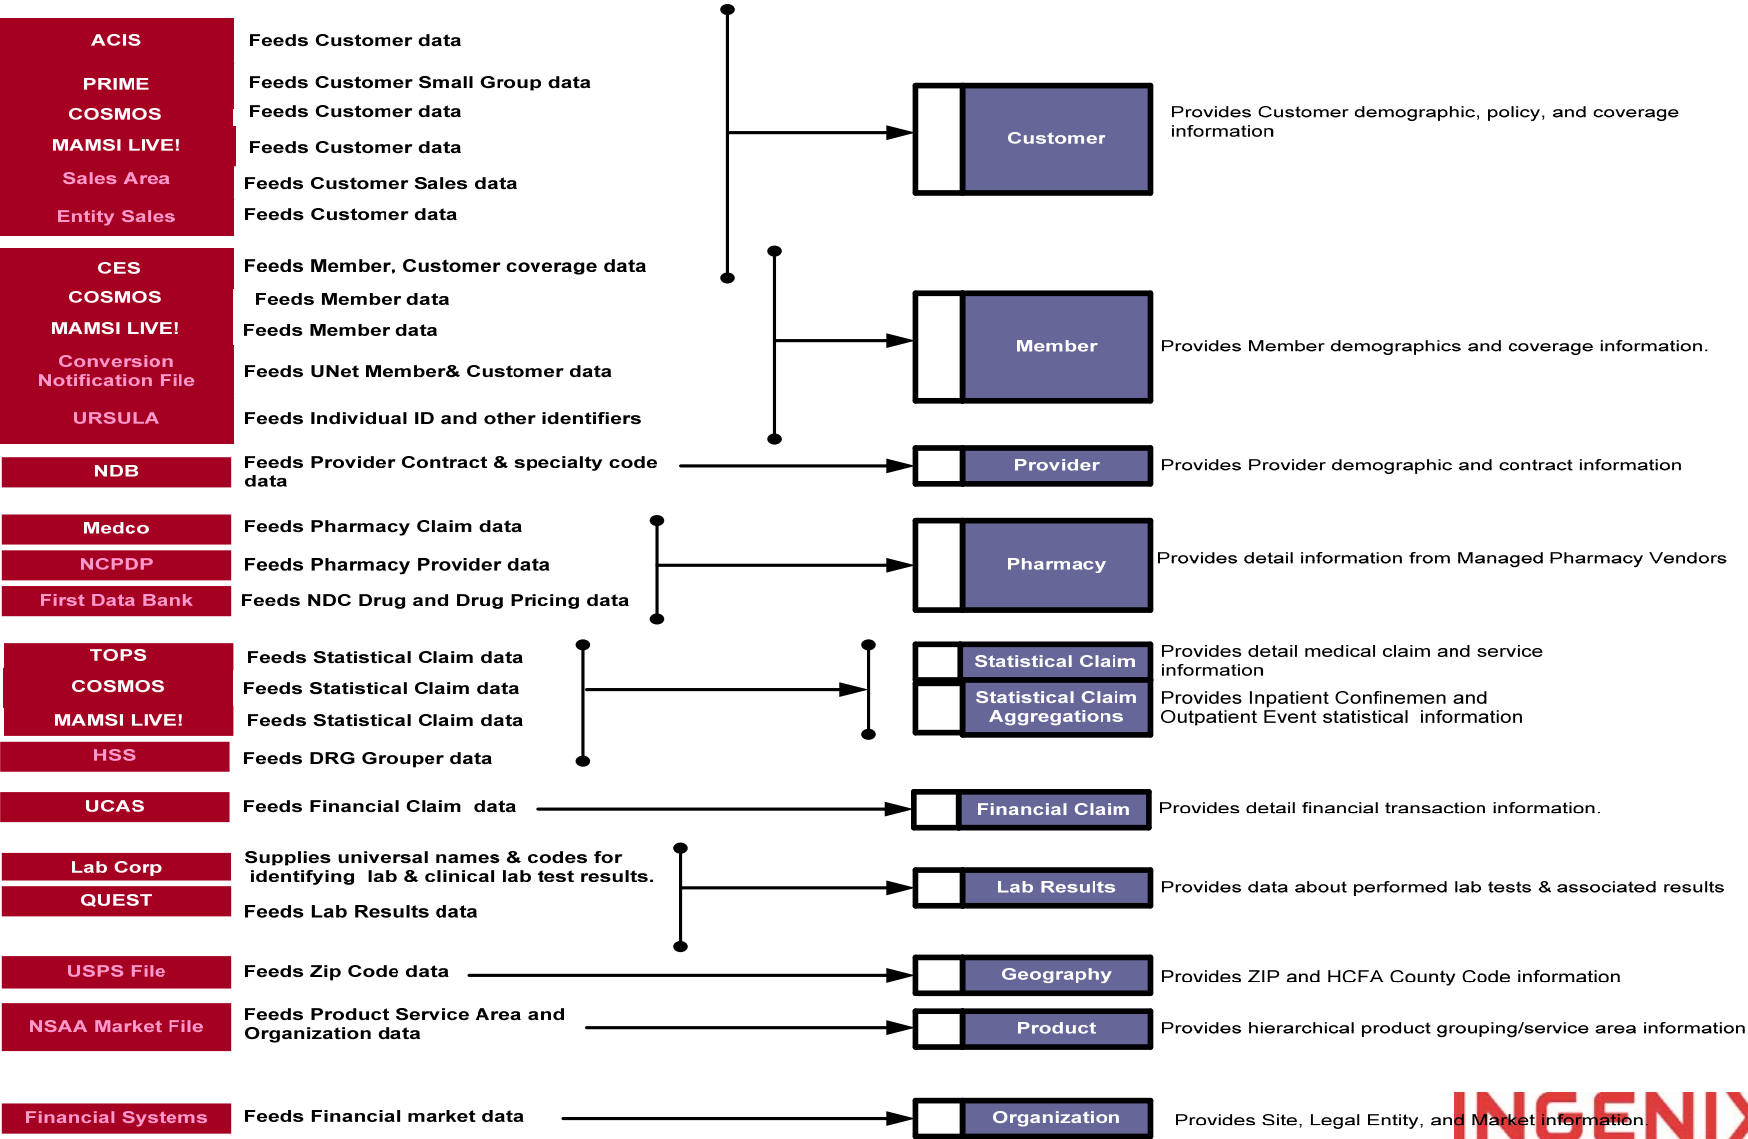 ACIS Feeds Customer data
PRIME Feeds Customer Small Group data
COSMOS Feeds Customer data
MAMSI LIVE! Feeds Customer data
Sales Area Feeds Customer Sales data
Entity Sales Feeds Customer data
Customer
Provides Customer demographic, policy, and coverage
information
CES Feeds Member, Customer coverage data
COSMOS Feeds Member data
MAMSI LIVE! Feeds Member data
Conversion
Notification File
Feeds UNet Member& Customer data
URSULA Feeds Individual ID and other identifiers
Member
Provides Member demographics and coverage information.
NDB
Feeds Provider Contract & specialty code
data
Provider
Provides Provider demographic and contract information
Medco Feeds Pharmacy Claim data
NCPDP Feeds Pharmacy Provider data
First Data Bank Feeds NDC Drug and Drug Pricing data
Pharmacy
Provides detail information from Managed Pharmacy Vendors
TOPS Feeds Statistical Claim data
COSMOS Feeds Statistical Claim data
MAMSI LIVE! Feeds Statistical Claim data
HSS Feeds DRG Grouper data
Statistical Claim
Provides detail medical claim and service
information
Statistical Claim
Aggregations
Provides Inpatient Confinemen and
Outpatient Event statistical information
UCAS Feeds Financial Claim data
Financial Claim
Provides detail financial transaction information.
Lab Corp
Supplies universal names & codes for
identifying lab & clinical lab test results.
QUEST Feeds Lab Results data
Lab Results
Provides data about performed lab tests & associated results
USPS File Feeds Zip Code data
Geography
Provides ZIP and HCFA County Code information
NSAA Market File
Feeds Product Service Area and
Organization data
Product
Provides hierarchical product grouping/service area information
Financial Systems Feeds Financial market data
Organization
Provides Site, Legal Entity, and Market information.
INGENIX